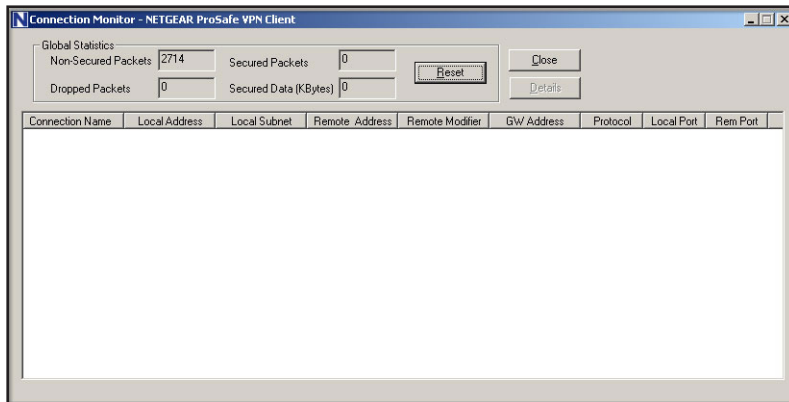 Connection Monitor - NETGEAR ProSafe VPN Client
Global Statistics
Non-Secured Packets 2714 Secured Packets 0 Reset Close
Dropped Packets 0 Secured Data (KBytes) 0 Details
Connection Name Local Address Local Subnet Remote Address Remote Modifier GW Address Protocol Local Port Rem Port